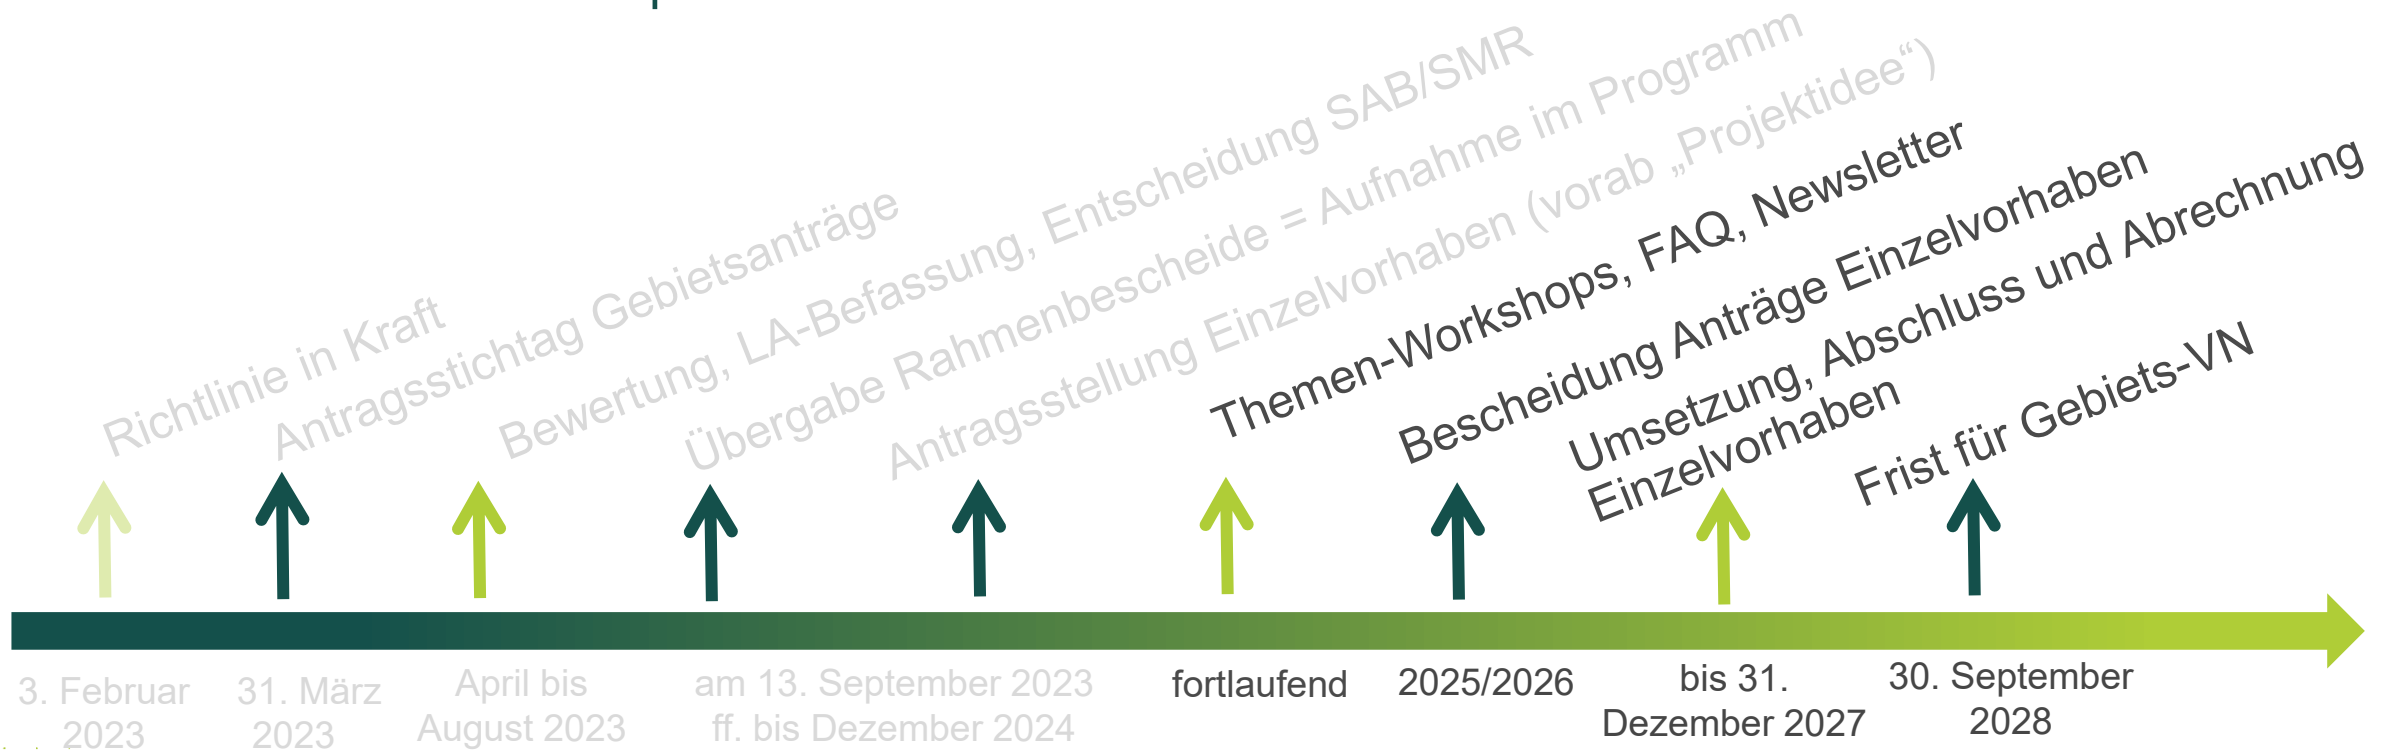 Richtlinie in Kraft
Antragsstichtag Gebietsanträge
Bewertung, LA-Befassung, Entscheidung SAB/SMR
Übergabe Rahmenbescheide = Aufnahme im Programm
Antragsstellung Einzelvorhaben (vorab „Projektidee“)
Themen-Workshops, FAQ, Newsletter
Bescheidung Anträge Einzelvorhaben
Umsetzung, Abschluss und Abrechnung
Einzelvorhaben
Frist für Gebiets-VN
3. Februar
2023
31. März
2023
April bis
August 2023
am 13. September 2023
ff. bis Dezember 2024
fortlaufend
2025/2026
bis 31.
Dezember 2027
30. September
2028